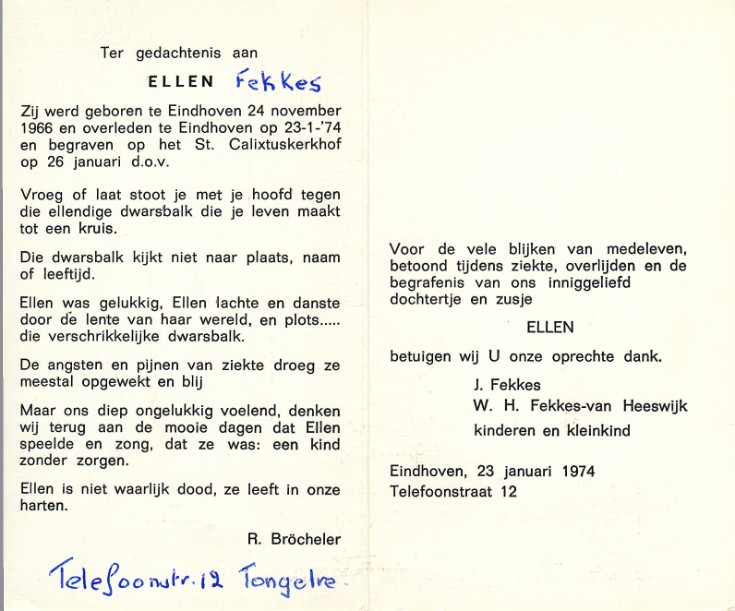 Ter gedachtenis aan
ELLEN Fekkes
Zij werd geboren te Eindhoven 24 november
1966 en overleden te Eindhoven op 23-1-'74
en begraven op het St. Calixtuskerkhof
op 26 januari d.o.v.
Vroeg of laat stoot je met je hoofd tegen
die ellendige dwarsbalk die je leven maakt
tot een kruis.
Die dwarsbalk kijkt niet naar plaats, naam
of leeftijd.
Ellen was gelukkig, Ellen lachte en danste
door de lente van haar wereld, en plots.....
die verschrikkelijke dwarsbalk.
De angsten en pijnen van ziekte droeg ze
meestal opgewekt en blij
Maar ons diep ongelukkig voelend, denken
wij terug aan de mooie dagen dat Ellen
speelde en zong, dat ze was: een kind
zonder zorgen.
Ellen is niet waarlijk dood, ze leeft in onze
harten.
R. Bröcheler
Telefoonstr. 12 Tongelre.
Voor de vele blijken van medeleven,
betoond tijdens ziekte, overlijden en de
begrafenis van ons inniggeliefd
dochtertje en zusje
ELLEN
betuigen wij U onze oprechte dank.
J. Fekkes
W. H. Fekkes-van Heeswijk
kinderen en kleinkind
Eindhoven, 23 januari 1974
Telefoonstraat 12